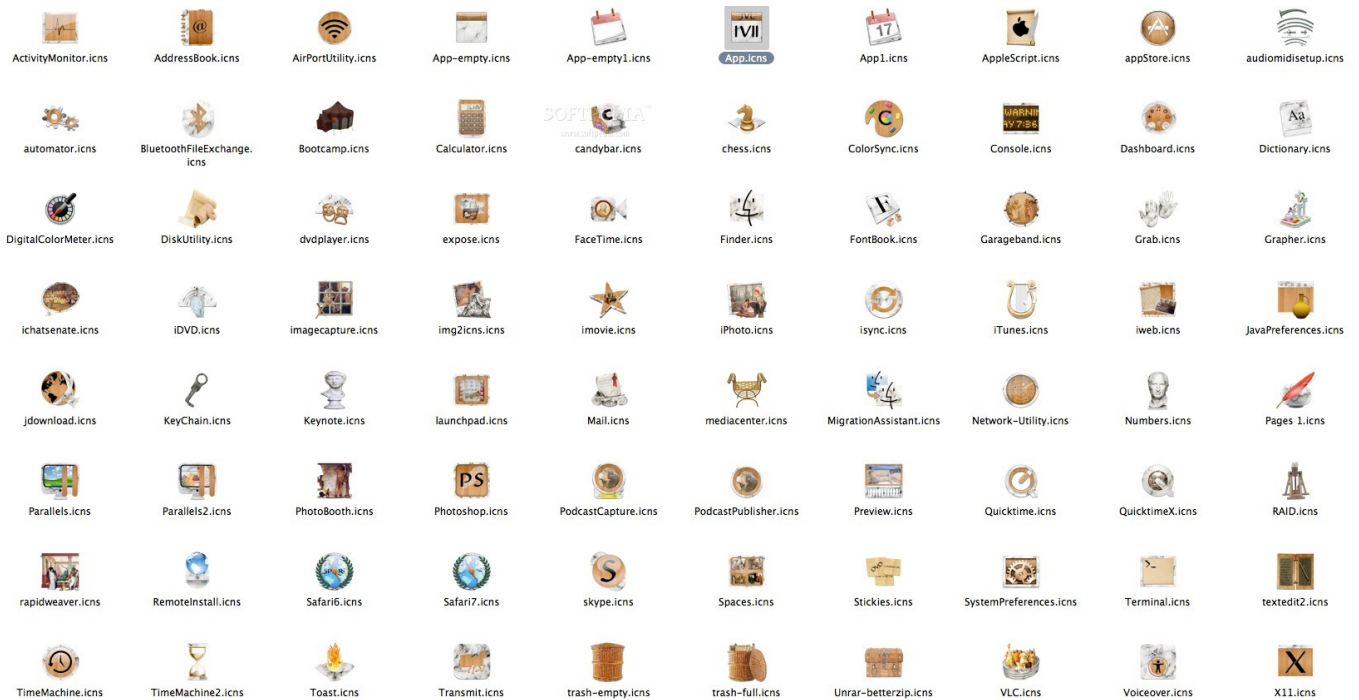 ActivityMonitor.icns
AddressBook.icns
AirPortUtility.icns
App-empty.icns
App-empty1.icns
IVII
App.icns
17
App1.icns
AppleScript.icns
appStore.icns
audiomidisetup.icns
automator.icns
BluetoothFileExchange.
icns
Bootcamp.icns
Calculator.icns
SOFTPEDIA
C
candybar.icns
chess.icns
C
ColorSync.icns
WARNIN
AY 7:36
Console.icns
Dashboard.icns
Aa
Dictionary.icns
DigitalColorMeter.icns
DiskUtility.icns
dvdplayer.icns
expose.icns
FaceTime.icns
Finder.icns
F
FontBook.icns
Garageband.icns
Grab.icns
Grapher.icns
ichatsenate.icns
iDVD.icns
imagecapture.icns
img2icns.icns
imovie.icns
iPhoto.icns
isync.icns
iTunes.icns
iweb.icns
JavaPreferences.icns
jdownload.icns
KeyChain.icns
Keynote.icns
launchpad.icns
Mail.icns
mediacenter.icns
MigrationAssistant.icns
Network-Utility.icns
Numbers.icns
Pages 1.icns
Parallels.icns
Parallels2.icns
PhotoBooth.icns
PS
Photoshop.icns
PodcastCapture.icns
PodcastPublisher.icns
Preview.icns
Quicktime.icns
QuicktimeX.icns
RAID.icns
rapidweaver.icns
RemoteInstall.icns
Safari6.icns
Safari7.icns
S
skype.icns
Spaces.icns
Stickies.icns
SystemPreferences.icns
>_
Terminal.icns
textedit2.icns
TimeMachine.icns
TimeMachine2.icns
Toast.icns
Transmit.icns
trash-empty.icns
trash-full.icns
Unrar-betterzip.icns
VLC.icns
Voiceover.icns
X
X11.icns